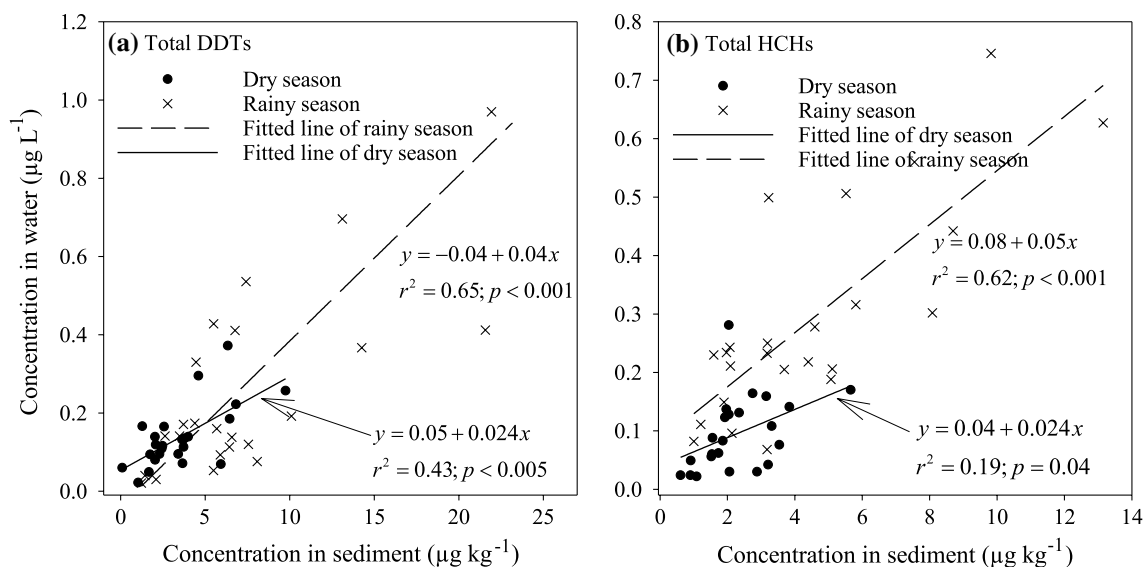 (a) Total DDTs
Dry season
Rainy season
Fitted line of rainy season
Fitted line of dry season
y = −0.04 + 0.04x
r² = 0.65; p < 0.001
y = 0.05 + 0.024x
r² = 0.43; p < 0.005
1.2
1.0
0.8
0.6
0.4
0.2
0.0
0 5 10 15 20 25
Concentration in water (µg L⁻¹)
Concentration in sediment (µg kg⁻¹)
(b) Total HCHs
Dry season
Rainy season
Fitted line of dry season
Fitted line of rainy season
y = 0.08 + 0.05x
r² = 0.62; p < 0.001
y = 0.04 + 0.024x
r² = 0.19; p = 0.04
0.8
0.7
0.6
0.5
0.4
0.3
0.2
0.1
0.0
0 2 4 6 8 10 12 14
Concentration in sediment (µg kg⁻¹)